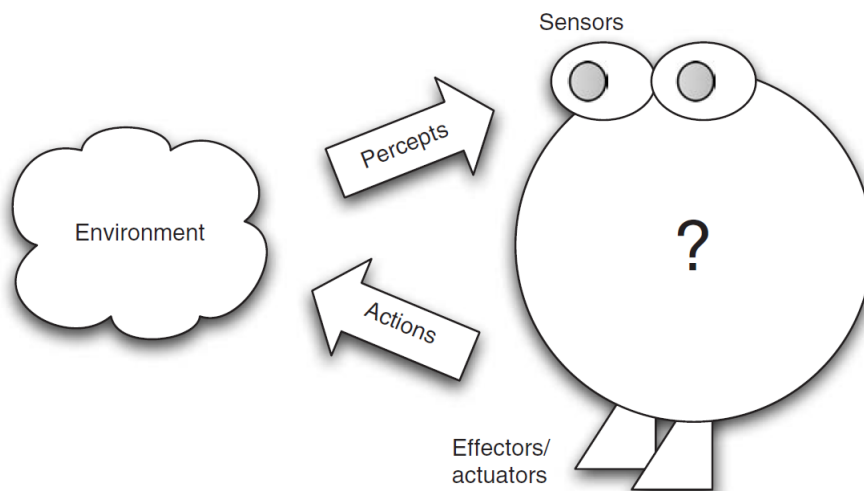 Sensors
Percepts
Environment
?
Actions
Effectors/
actuators